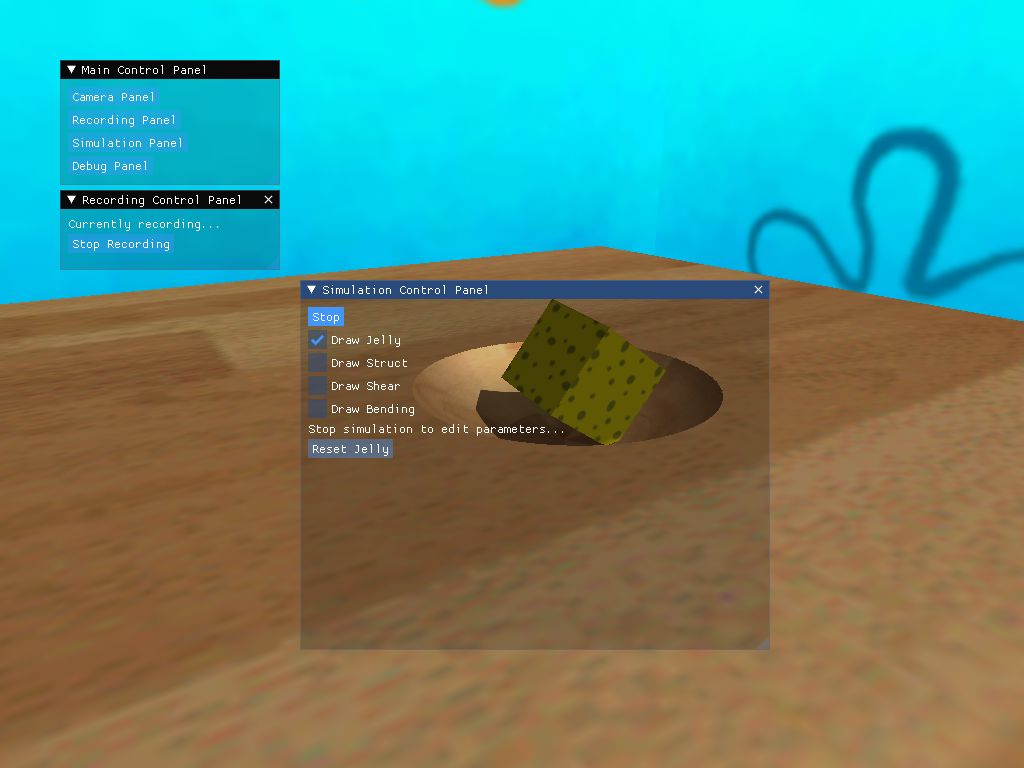 Main Control Panel
Camera Panel
Recording Panel
Simulation Panel
Debug Panel
Recording Control Panel
Currently recording...
Stop Recording
Simulation Control Panel
Stop
Draw Jelly
Draw Struct
Draw Shear
Draw Bending
Stop simulation to edit parameters...
Reset Jelly